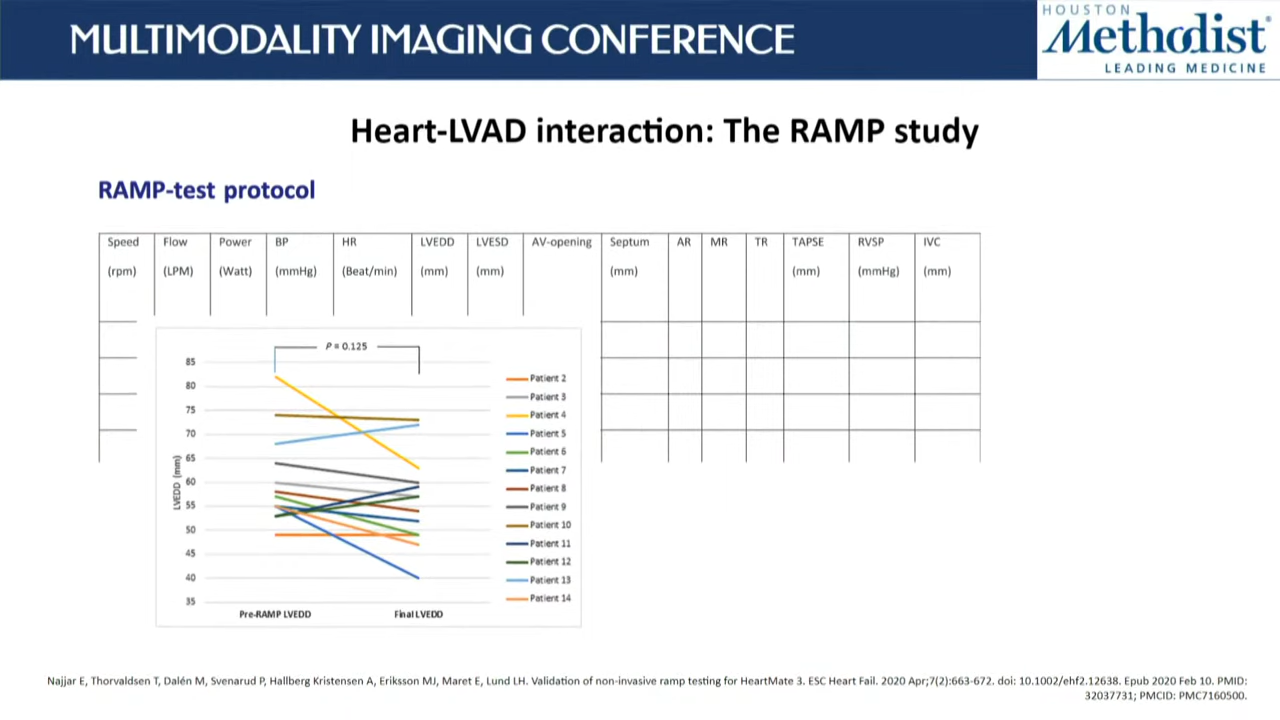 MULTIMODALITY IMAGING CONFERENCE
HOUSTON
Methodist
LEADING MEDICINE
Heart-LVAD interaction: The RAMP study
RAMP-test protocol
Speed Flow Power BP HR LVEDD LVESD AV-opening Septum AR MR TR TAPSE RVSP IVC
(rpm) (LPM) (Watt) (mmHg) (Beat/min) (mm) (mm) (mm) (mm) (mmHg) (mm)
P = 0.125
85
80
75
70
65
60
55
50
45
40
35
LVEDD (mm)
Pre-RAMP LVEDD Final LVEDD
Patient 2
Patient 3
Patient 4
Patient 5
Patient 6
Patient 7
Patient 8
Patient 9
Patient 10
Patient 11
Patient 12
Patient 13
Patient 14
Najjar E, Thorvaldsen T, Dalén M, Svenarud P, Hallberg Kristensen A, Eriksson MJ, Maret E, Lund LH. Validation of non-invasive ramp testing for HeartMate 3. ESC Heart Fail. 2020 Apr;7(2):663-672. doi: 10.1002/ehf2.12638. Epub 2020 Feb 10. PMID:
32037731; PMCID: PMC7160500.